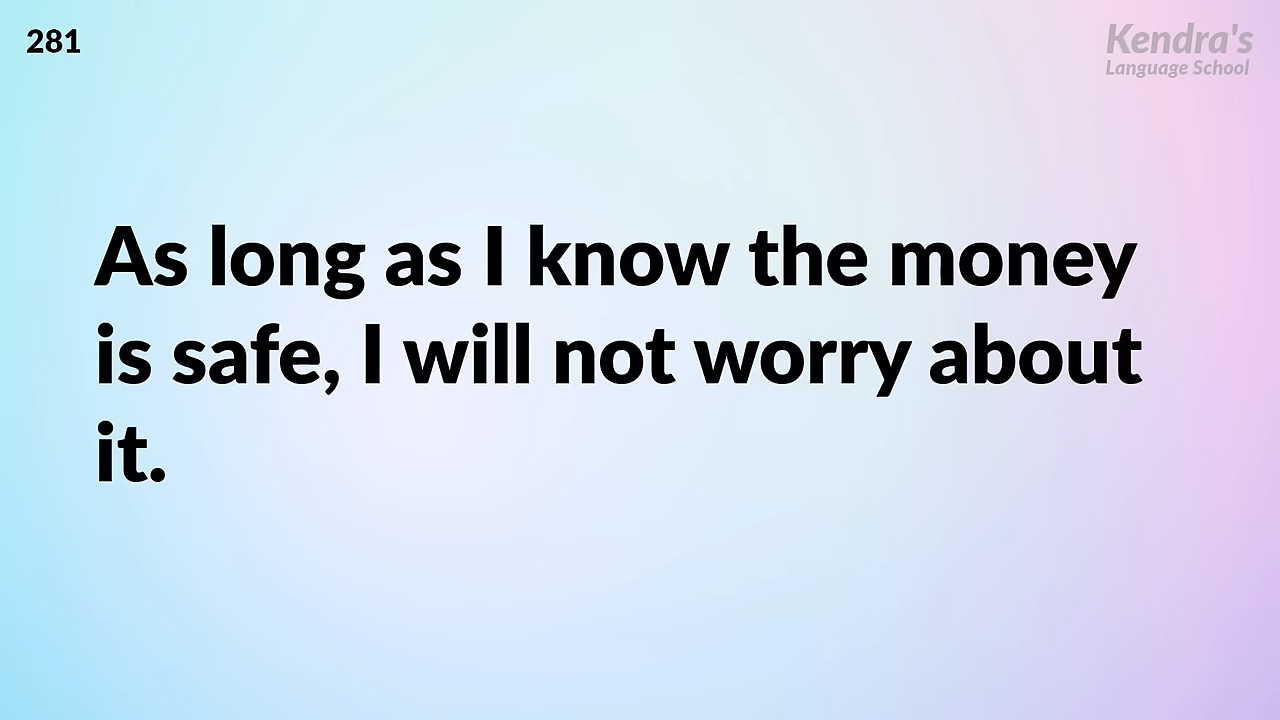 281
Kendra's
Language School
As long as I know the money
is safe, I will not worry about
it.